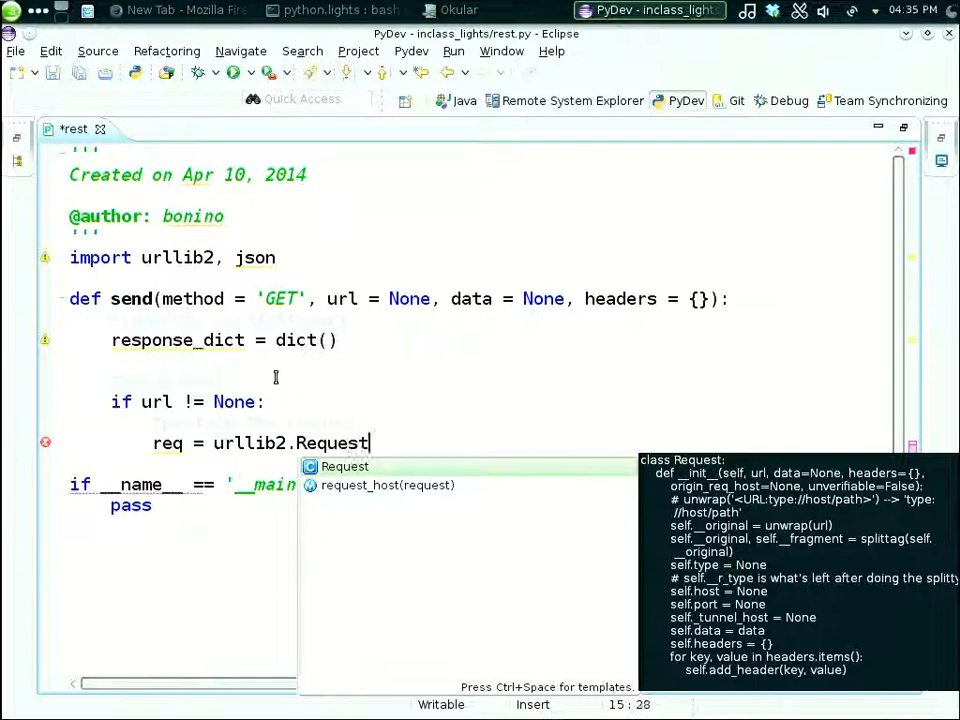 New Tab - Mozilla Fire
python.lights : bash
Okular
PyDev - inclass_lights/
04:35 PM
PyDev - inclass_lights/rest.py - Eclipse
File Edit Source Refactoring Navigate Search Project Pydev Run Window Help
Quick Access
Java Remote System Explorer PyDev Git Debug Team Synchronizing
*rest
'''
Created on Apr 10, 2014
@author: bonino
'''
import urllib2, json
def send(method = 'GET', url = None, data = None, headers = {}):
response_dict = dict()
if url != None:
req = urllib2.Request
if __name__ == '__main
pass
Request
request_host(request)
Press Ctrl+Space for templates.
class Request:
def __init__(self, url, data=None, headers={},
origin_req_host=None, unverifiable=False):
# unwrap('<URL:type://host/path>') --> 'type:
//host/path'
self.__original = unwrap(url)
self.__original, self.__fragment = splittag(self.
__original)
self.type = None
# self.__r_type is what's left after doing the splitty
self.host = None
self.port = None
self._tunnel_host = None
self.data = data
self.headers = {}
for key, value in headers.items():
self.add_header(key, value)
Writable Insert 15 : 28